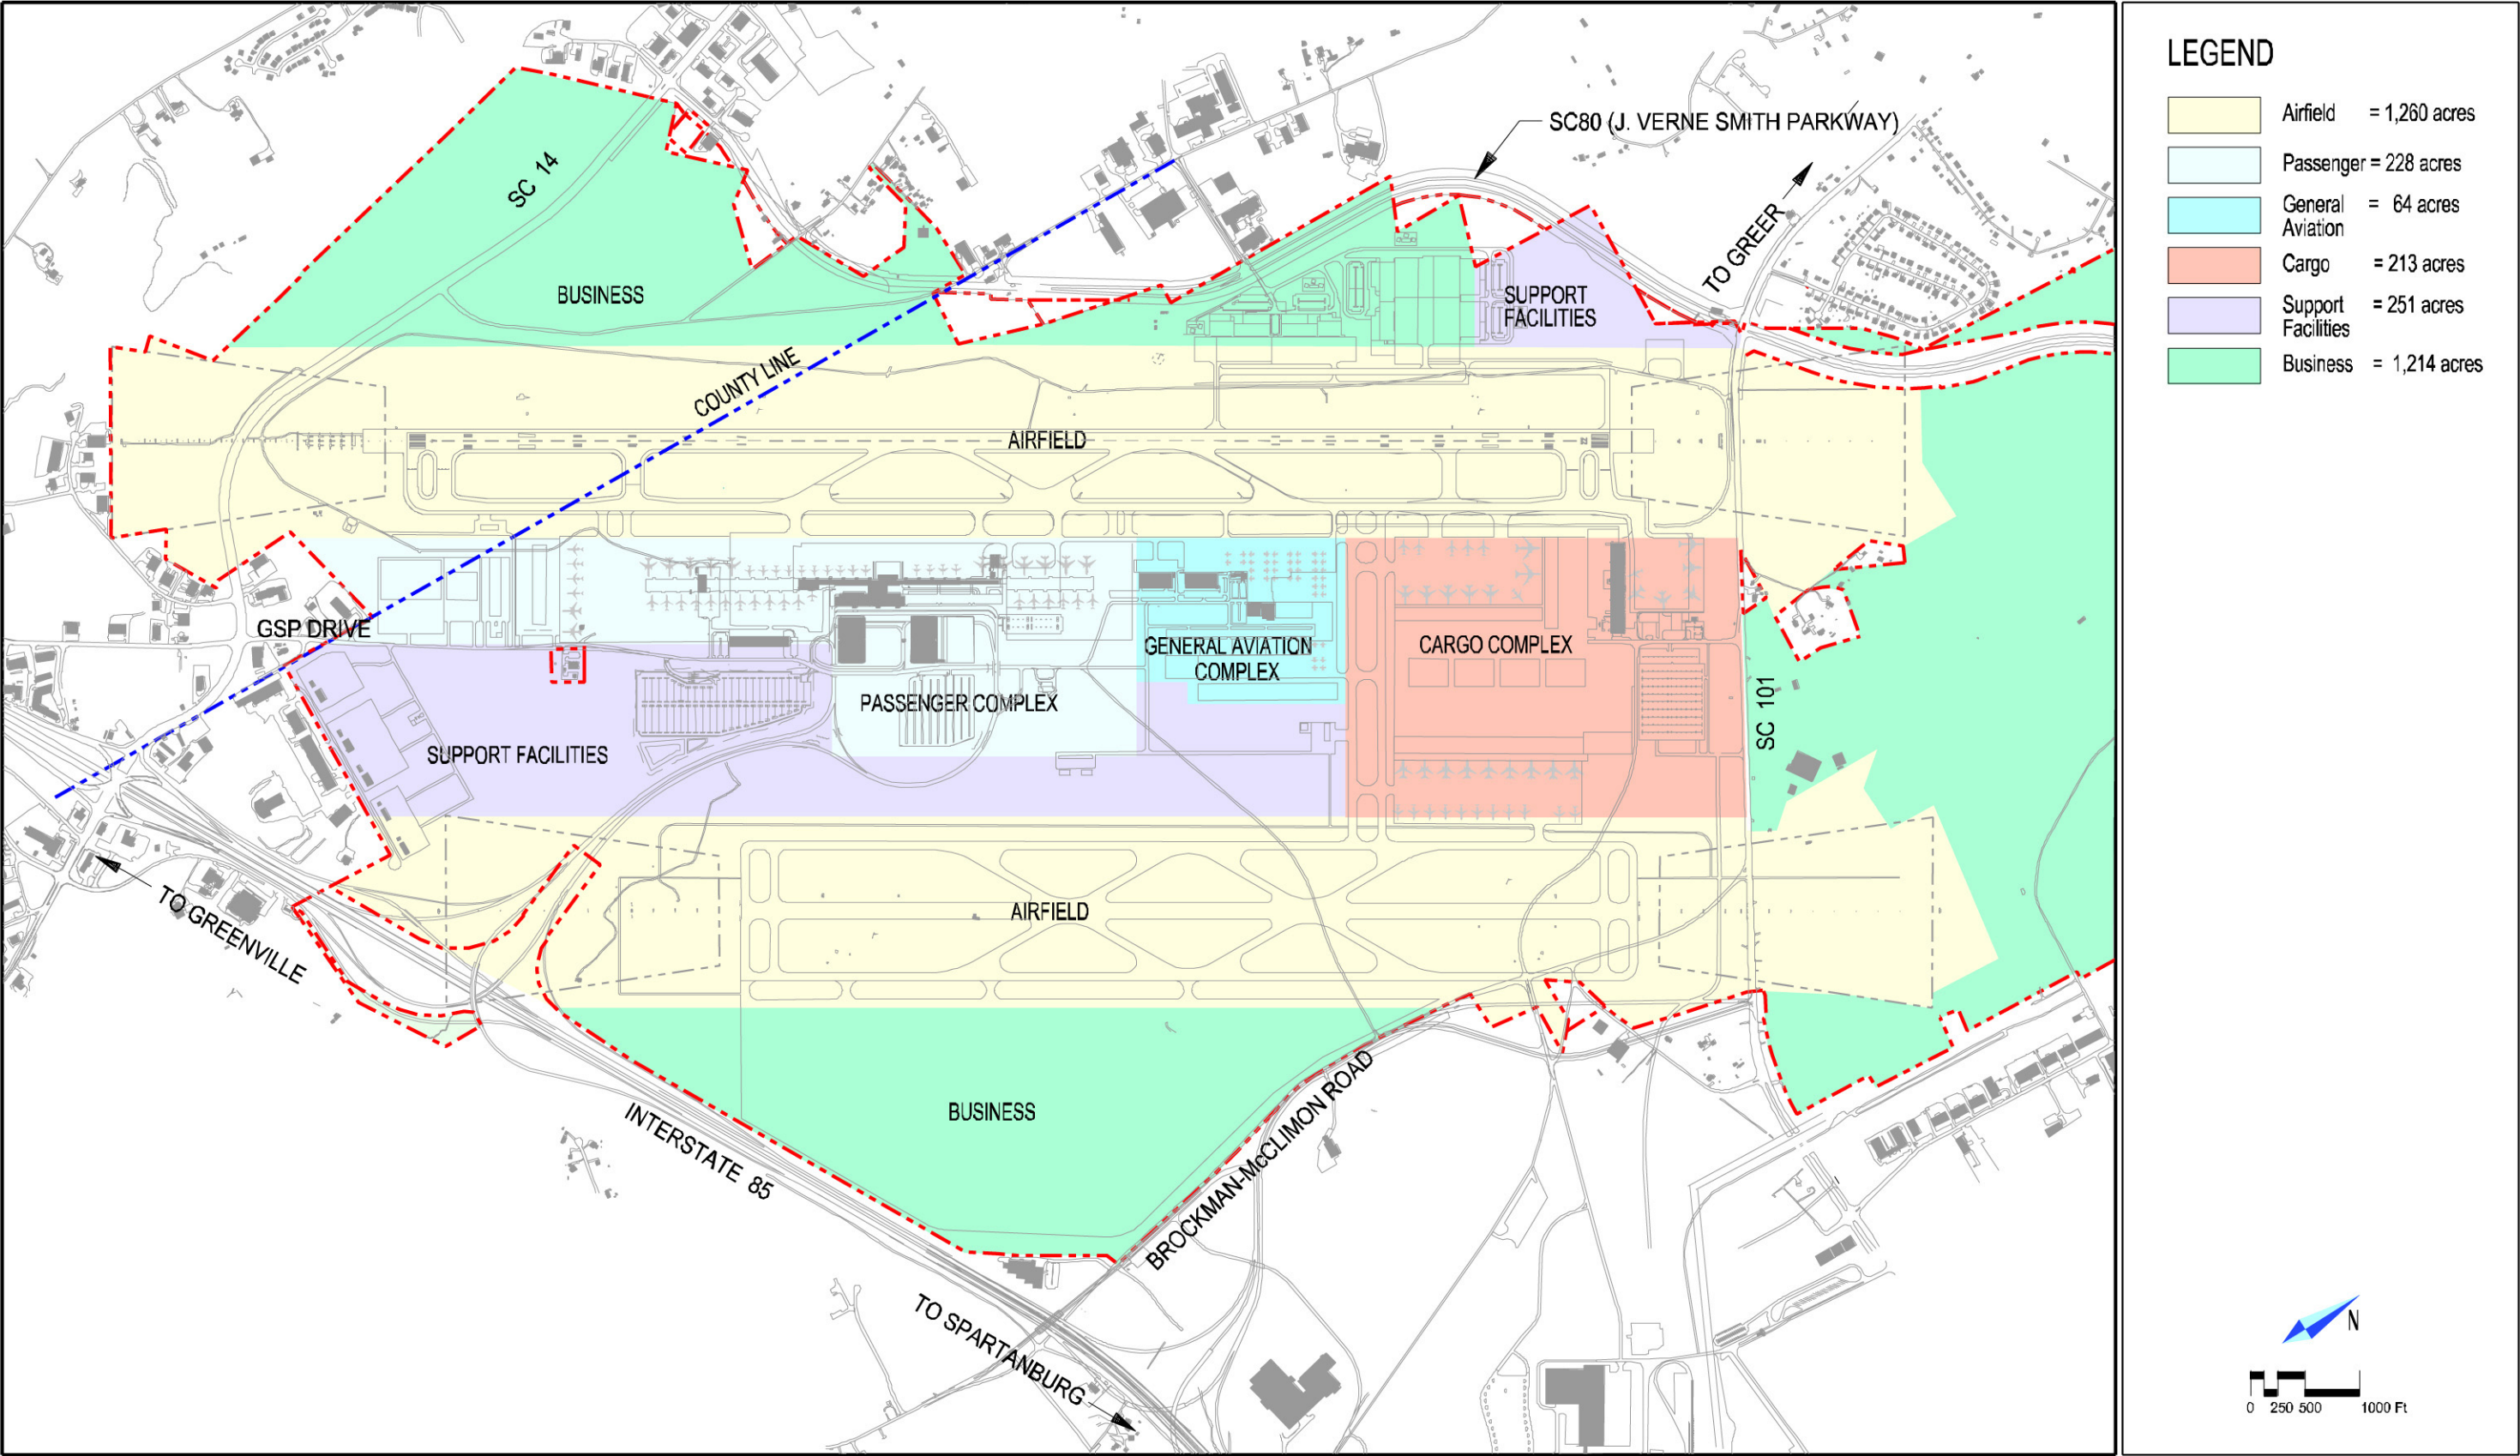 SC80 (J. VERNE SMITH PARKWAY)
SC 14
TO GREER
BUSINESS
SUPPORT
FACILITIES
COUNTY LINE
AIRFIELD
GSP DRIVE
GENERAL AVIATION
COMPLEX
CARGO COMPLEX
PASSENGER COMPLEX
SC 101
SUPPORT FACILITIES
TO GREENVILLE
AIRFIELD
BUSINESS
INTERSTATE 85
BROCKMAN-McCLIMON ROAD
TO SPARTANBURG
LEGEND
Airfield = 1,260 acres
Passenger = 228 acres
General = 64 acres
Aviation
Cargo = 213 acres
Support = 251 acres
Facilities
Business = 1,214 acres
N
0 250 500 1000 Ft